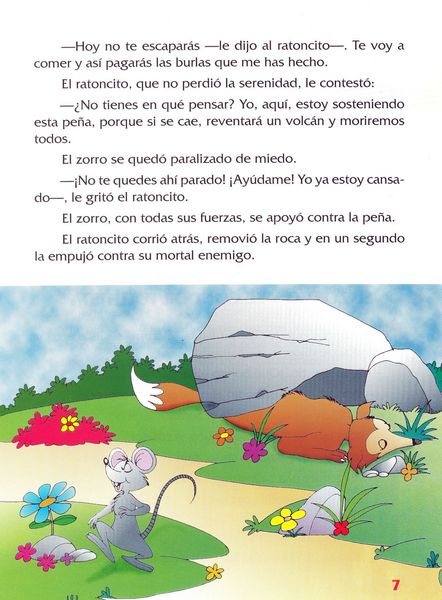 —Hoy no te escaparás —le dijo al ratoncito—. Te voy a
comer y así pagarás las burlas que me has hecho.
El ratoncito, que no perdió la serenidad, le contestó:
—¿No tienes en qué pensar? Yo, aquí, estoy sosteniendo
esta peña, porque si se cae, reventará un volcán y moriremos
todos.
El zorro se quedó paralizado de miedo.
—¡No te quedes ahí parado! ¡Ayúdame! Yo ya estoy cansa-
do—, le gritó el ratoncito.
El zorro, con todas sus fuerzas, se apoyó contra la peña.
El ratoncito corrió atrás, removió la roca y en un segundo
la empujó contra su mortal enemigo.
7